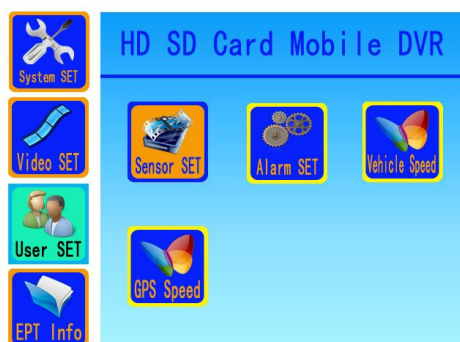 HD SD Card Mobile DVR
System SET
Video SET
User SET
EPT Info
Sensor SET
Alarm SET
Vehicle Speed
GPS Speed